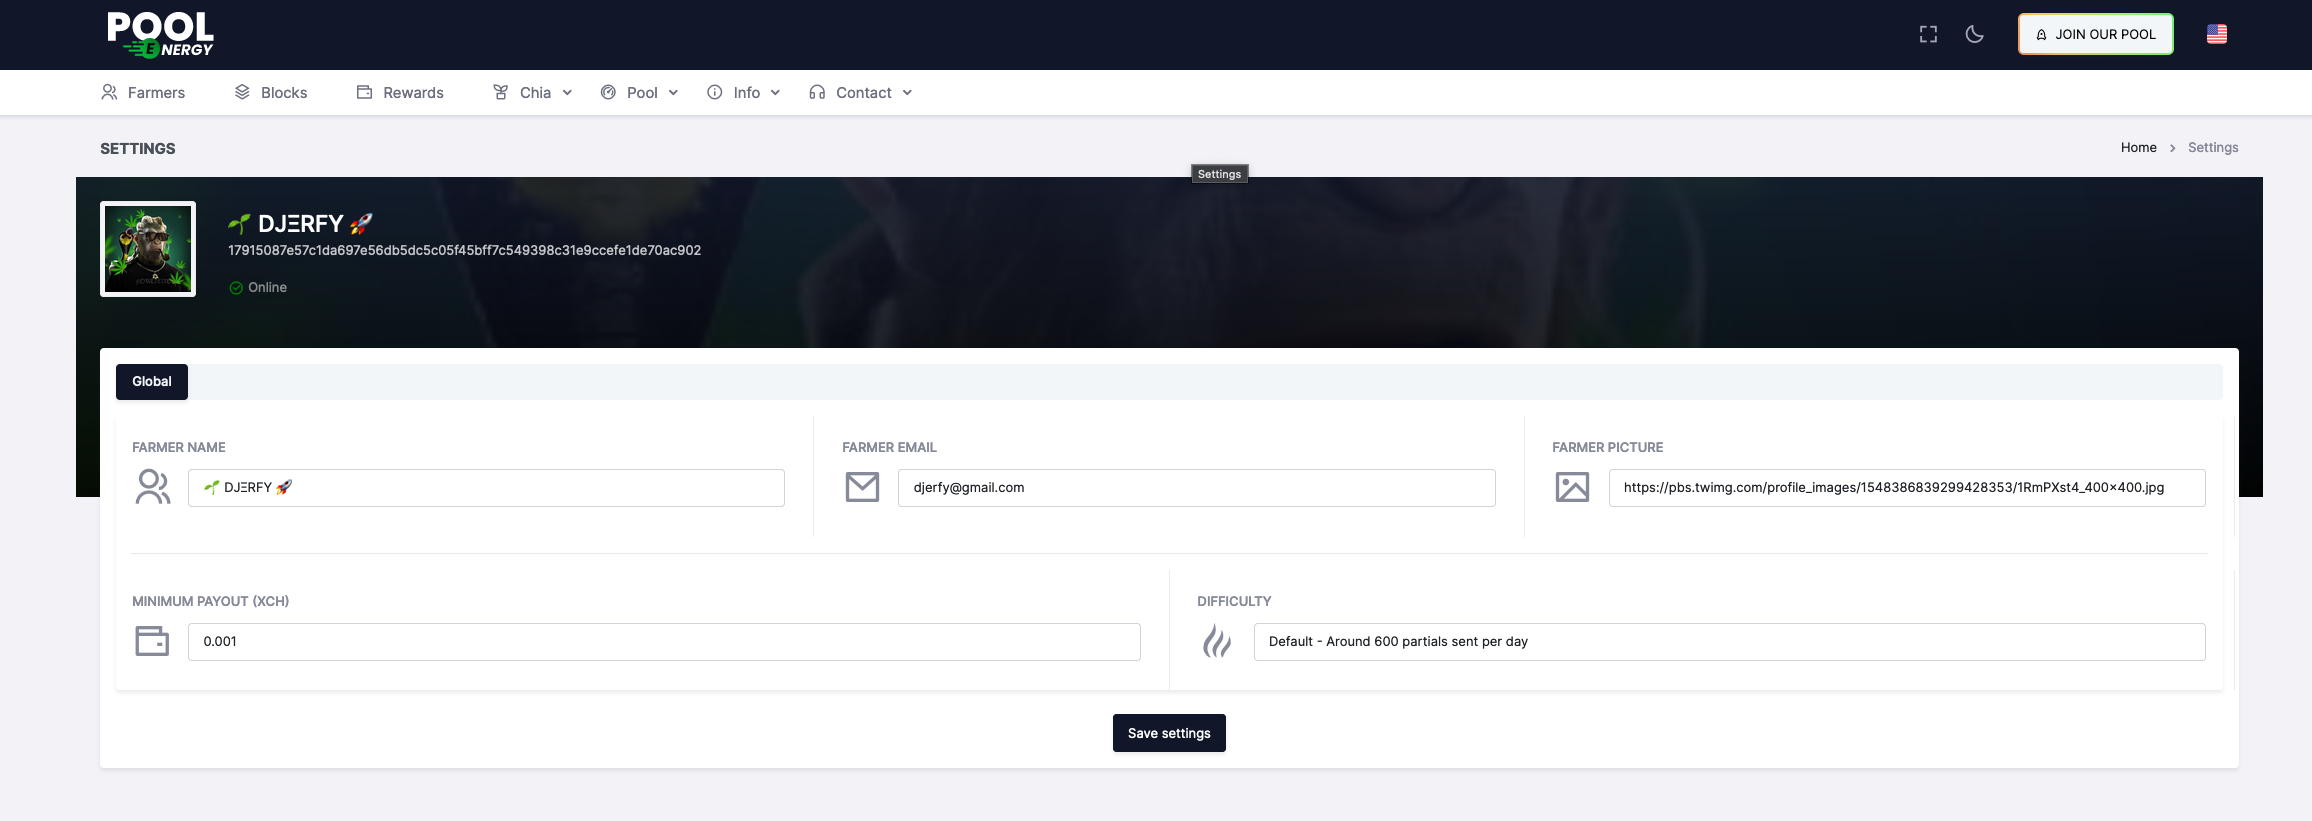 POOL
ENERGY
JOIN OUR POOL
Farmers
Blocks
Rewards
Chia
Pool
Info
Contact
SETTINGS
Home > Settings
Settings
🌱 DJΞRFY 🚀
17915087e57c1da697e56db5dc5c05f45bff7c549398c31e9ccefe1de70ac902
Online
Global
FARMER NAME
🌱 DJΞRFY 🚀
FARMER EMAIL
djerfy@gmail.com
FARMER PICTURE
https://pbs.twimg.com/profile_images/1548386839299428353/1RmPXst4_400x400.jpg
MINIMUM PAYOUT (XCH)
0.001
DIFFICULTY
Default - Around 600 partials sent per day
Save settings